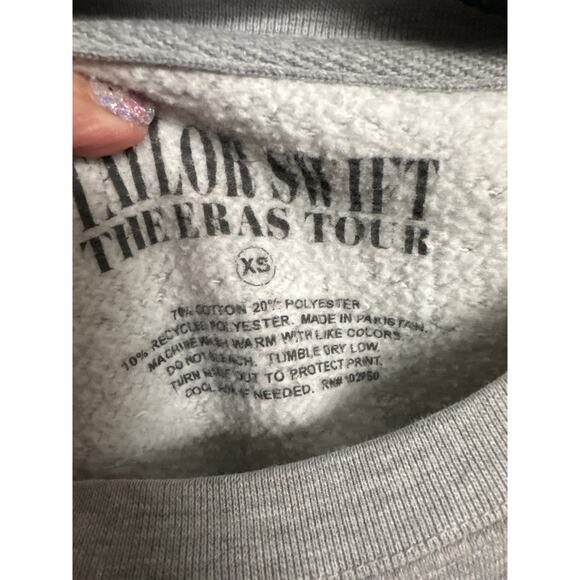 TAYLOR SWIFT
THE ERAS TOUR
XS
70% COTTON 20% POLYESTER
10% RECYCLED POLYESTER. MADE IN PAKISTAN.
MACHINE WASH WARM WITH LIKE COLORS.
DO NOT BLEACH. TUMBLE DRY LOW.
TURN INSIDE OUT TO PROTECT PRINT.
COOL IRON IF NEEDED.